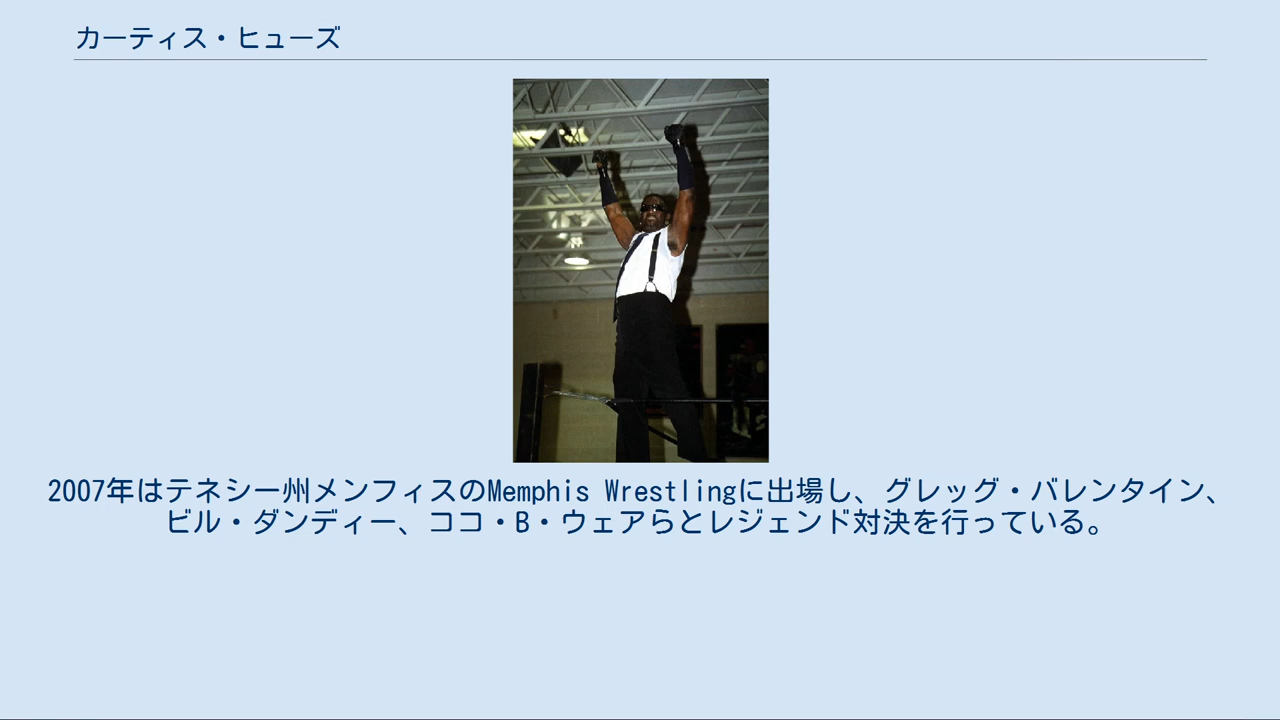 カーティス・ヒューズ
2007年はテネシー州メンフィスのMemphis Wrestlingに出場し、グレッグ・バレンタイン、
ビル・ダンディー、ココ・B・ウェアらとレジェンド対決を行っている。